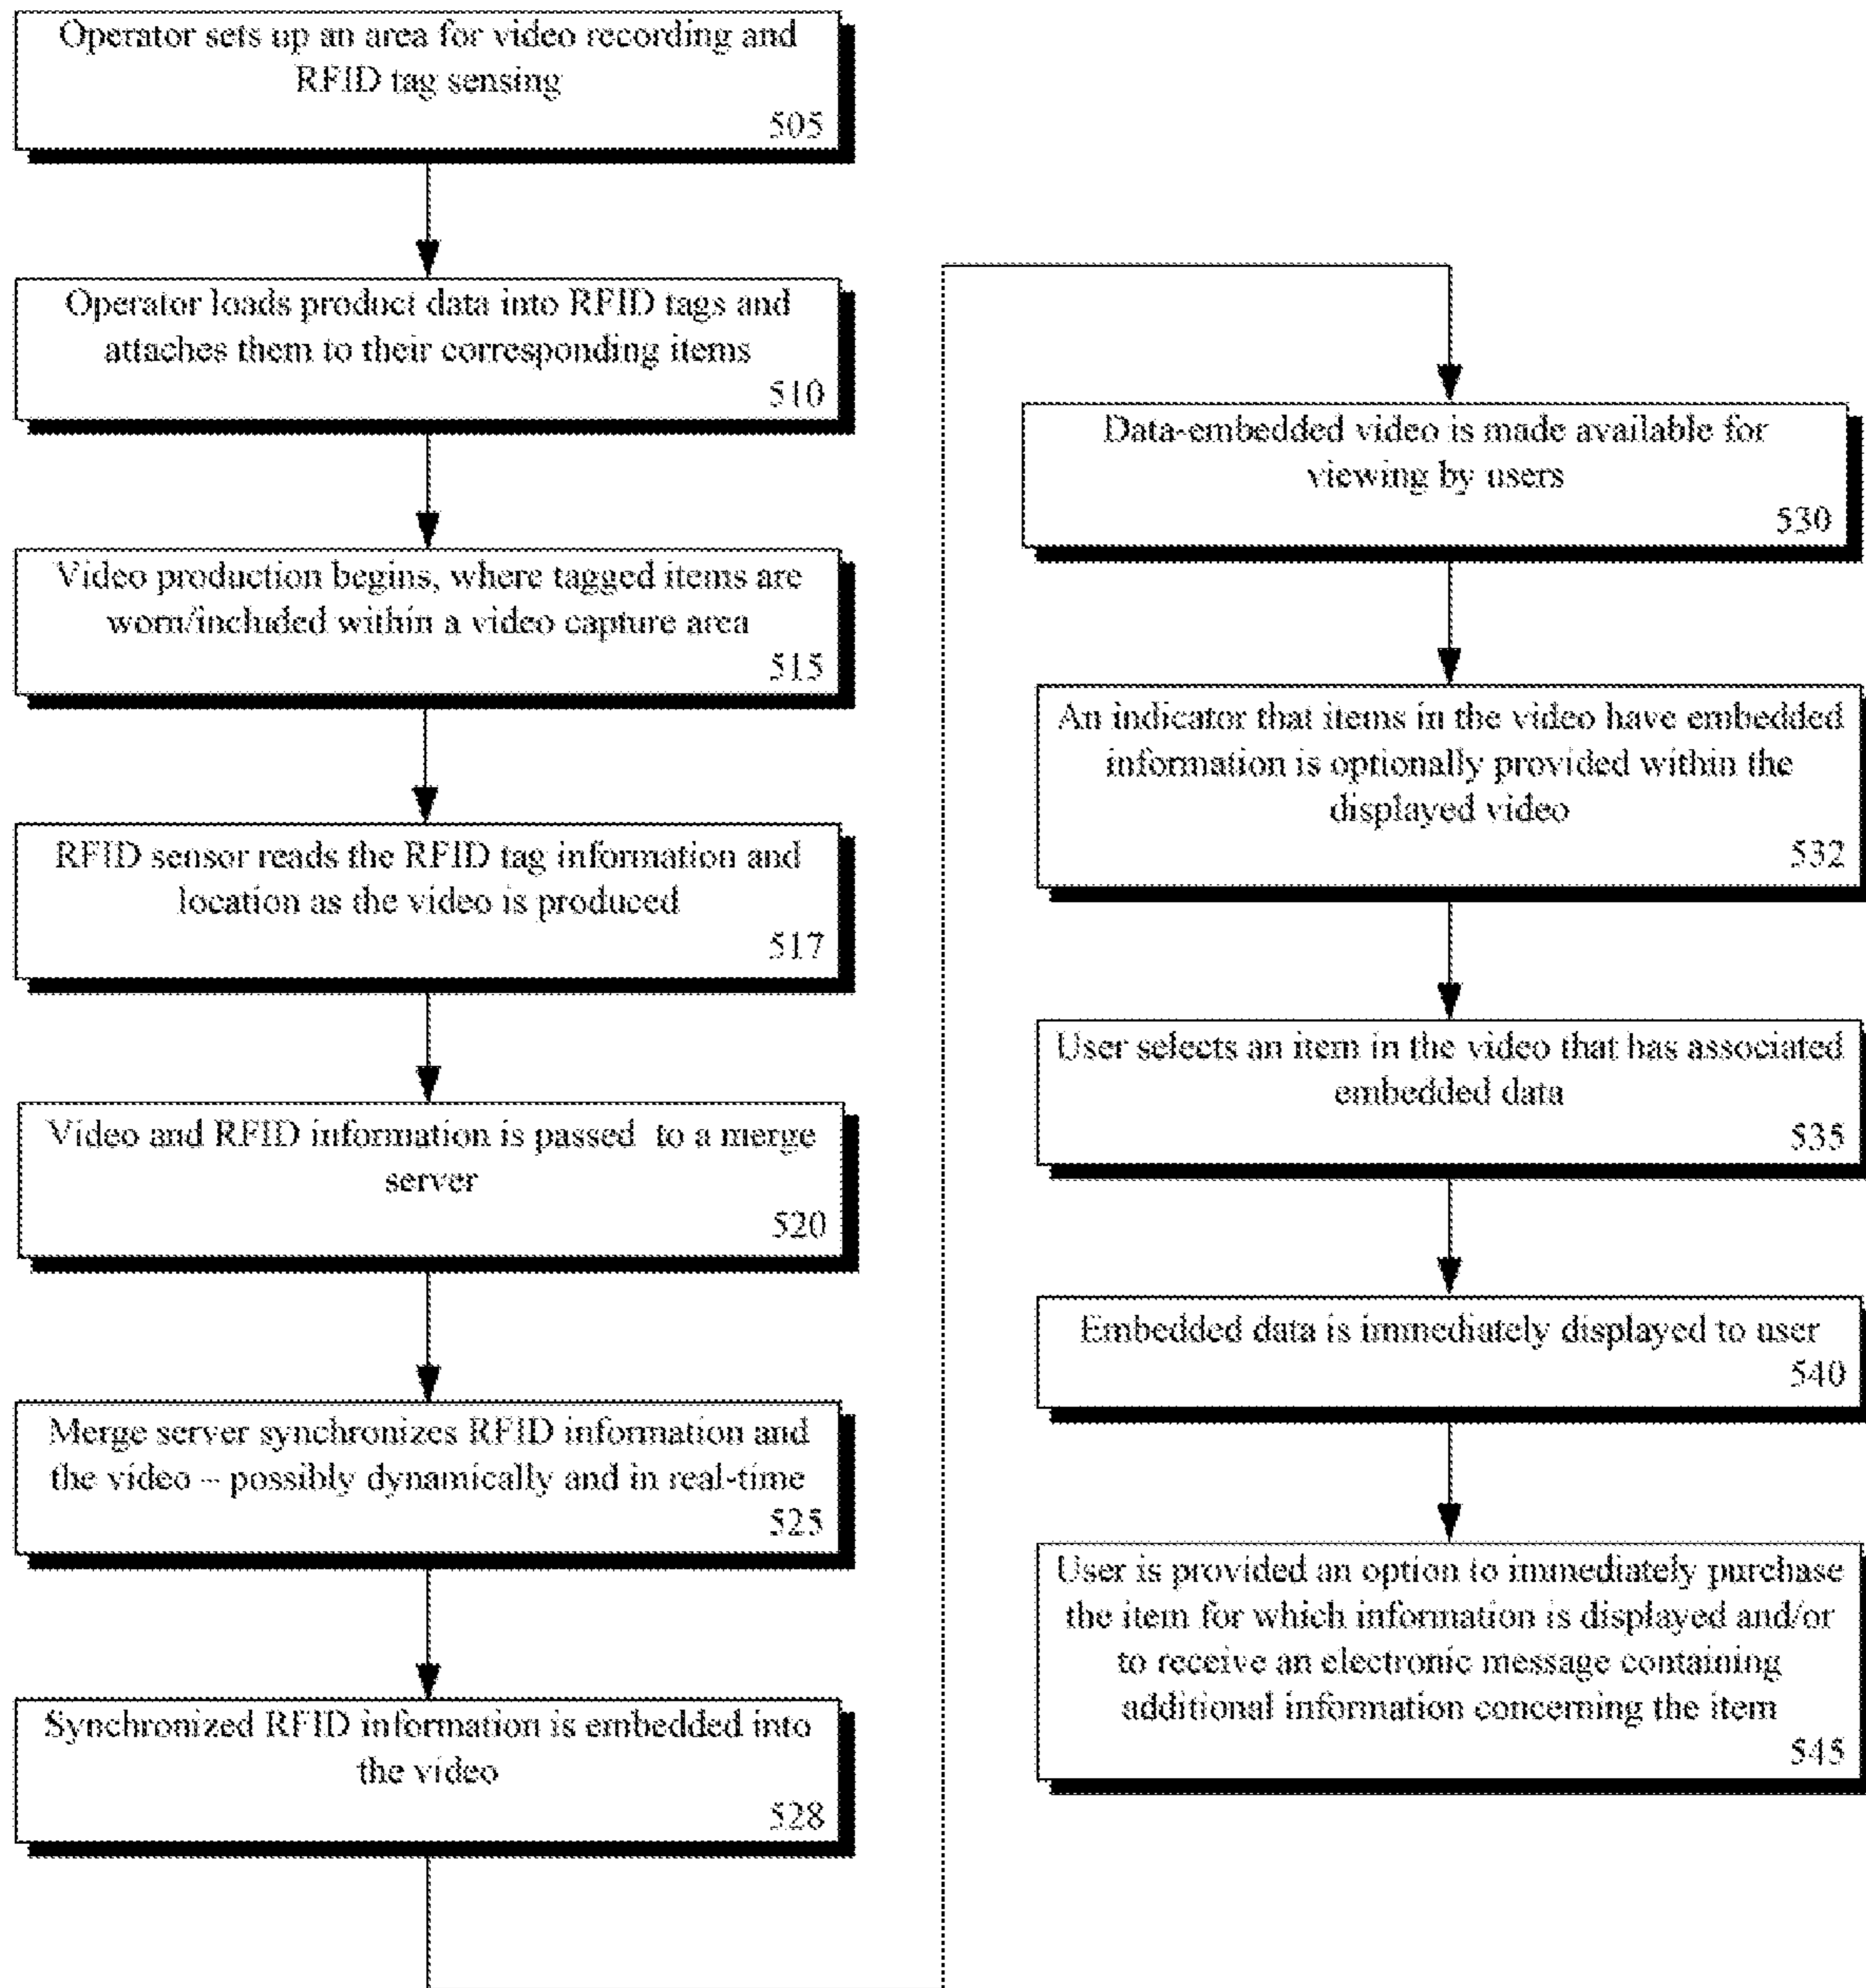 Operator sets up an area for video recording and
RFID tag sensing
505
Operator loads product data into RFID tags and
attaches them to their corresponding items
510
Video production begins, where tagged items are
worn/included within a video capture area
515
RFID sensor reads the RFID tag information and
location as the video is produced
517
Video and RFID information is passed to a merge
server
520
Merge server synchronizes RFID information and
the video – possibly dynamically and in real-time
525
Synchronized RFID information is embedded into
the video
528
Data-embedded video is made available for
viewing by users
530
An indicator that items in the video have embedded
information is optionally provided within the
displayed video
532
User selects an item in the video that has associated
embedded data
535
Embedded data is immediately displayed to user
540
User is provided an option to immediately purchase
the item for which information is displayed and/or
to receive an electronic message containing
additional information concerning the item
545